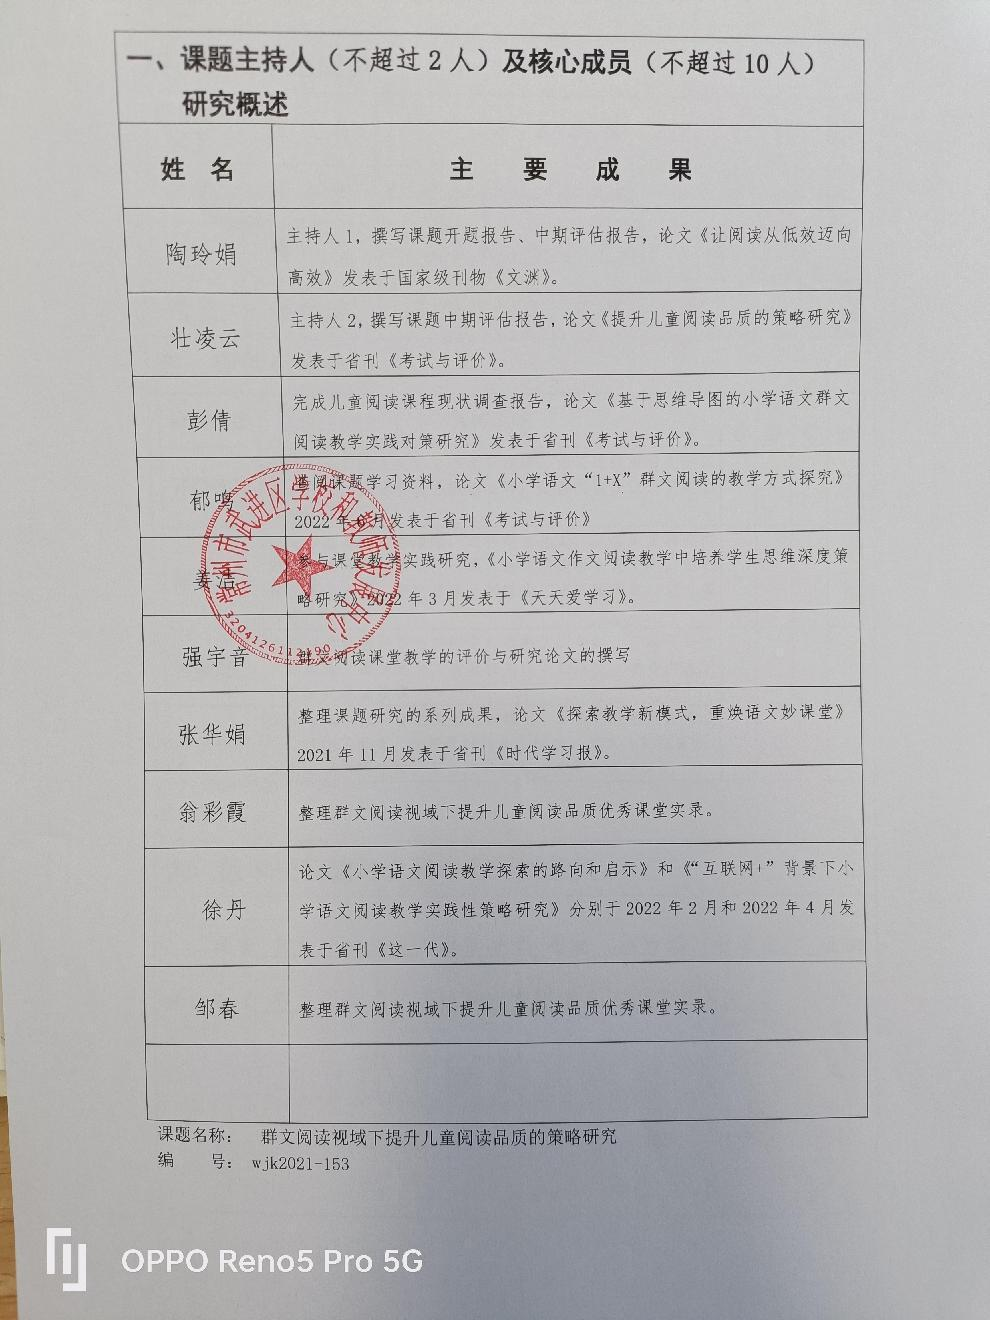 一、课题主持人（不超过2人）及核心成员（不超过10人）
研究概述
姓 名
主 要 成 果
陶玲娟
主持人1，撰写课题开题报告、中期评估报告，论文《让阅读从低效迈向
高效》发表于国家级刊物《文渊》。
壮凌云
主持人2，撰写课题中期评估报告，论文《提升儿童阅读品质的策略研究》
发表于省刊《考试与评价》。
彭倩
完成儿童阅读课程现状调查报告，论文《基于思维导图的小学语文群文
阅读教学实践对策研究》发表于省刊《考试与评价》。
郁鸣
阅课题学习资料，论文《小学语文“1+X”群文阅读的教学方式探究》
2022年6月发表于省刊《考试与评价》
姜洁
参与课堂教学实践研究，《小学语文作文阅读教学中培养学生思维深度策
略研究》2022年3月发表于《天天爱学习》。
强宇音
群文阅读课堂教学的评价与研究论文的撰写
张华娟
整理课题研究的系列成果，论文《探索教学新模式，重焕语文妙课堂》
2021年11月发表于省刊《时代学习报》。
翁彩霞
整理群文阅读视域下提升儿童阅读品质优秀课堂实录。
徐丹
论文《小学语文阅读教学探索的路向和启示》和《“互联网+”背景下小
学语文阅读教学实践性策略研究》分别于2022年2月和2022年4月发
表于省刊《这一代》。
邹春
整理群文阅读视域下提升儿童阅读品质优秀课堂实录。
常州市武进区学校和教师发展中心
课题名称： 群文阅读视域下提升儿童阅读品质的策略研究
编 号： wjk2021-153
OPPO Reno5 Pro 5G